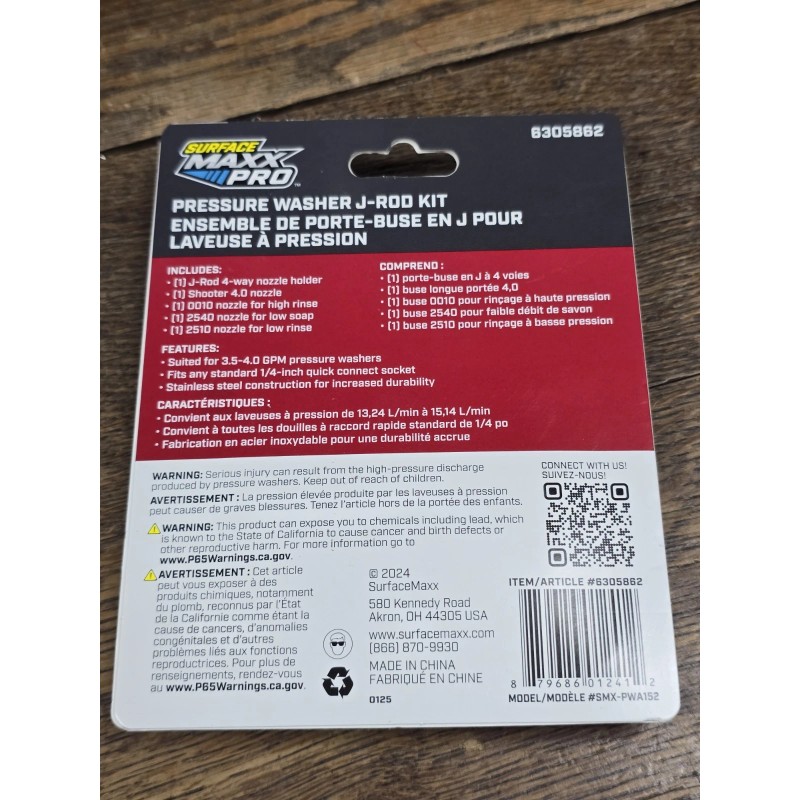 6305862
SURFACE
MAXX
PRO™
PRESSURE WASHER J-ROD KIT
ENSEMBLE DE PORTE-BUSE EN J POUR
LAVEUSE À PRESSION
INCLUDES:
• (1) J-Rod 4-way nozzle holder
• (1) Shooter 4.0 nozzle
• (1) 0010 nozzle for high rinse
• (1) 2540 nozzle for low soap
• (1) 2510 nozzle for low rinse
COMPREND :
• (1) porte-buse en J à 4 voies
• (1) buse longue portée 4,0
• (1) buse 0010 pour rinçage à haute pression
• (1) buse 2540 pour faible débit de savon
• (1) buse 2510 pour rinçage à basse pression
FEATURES:
• Suited for 3.5-4.0 GPM pressure washers
• Fits any standard 1/4-inch quick connect socket
• Stainless steel construction for increased durability
CARACTÉRISTIQUES :
• Convient aux laveuses à pression de 13,24 L/min à 15,14 L/min
• Convient à toutes les douilles à raccord rapide standard de 1/4 po
• Fabrication en acier inoxydable pour une durabilité accrue
WARNING: Serious injury can result from the high-pressure discharge
produced by pressure washers. Keep out of reach of children.
AVERTISSEMENT : La pression élevée produite par les laveuses à pression
peut causer de graves blessures. Tenez l'article hors de la portée des enfants.
WARNING: This product can expose you to chemicals including lead, which
is known to the State of California to cause cancer and birth defects or
other reproductive harm. For more information go to
www.P65Warnings.ca.gov.
AVERTISSEMENT : Cet article
peut vous exposer à des
produits chimiques, notamment
du plomb, reconnus par l'État
de la Californie comme étant la
cause de cancers, d'anomalies
congénitales et d'autres
problèmes liés aux fonctions
reproductrices. Pour plus de
renseignements, rendez-vous
au www.P65Warnings.ca.gov.
© 2024
SurfaceMaxx
580 Kennedy Road
Akron, OH 44305 USA
www.surfacemaxx.com
(866) 870-9930
MADE IN CHINA
FABRIQUÉ EN CHINE
0125
CONNECT WITH US!
SUIVEZ-NOUS!
ITEM/ARTICLE #6305862
8 79686 01241 2
MODEL/MODÈLE #SMX-PWA152